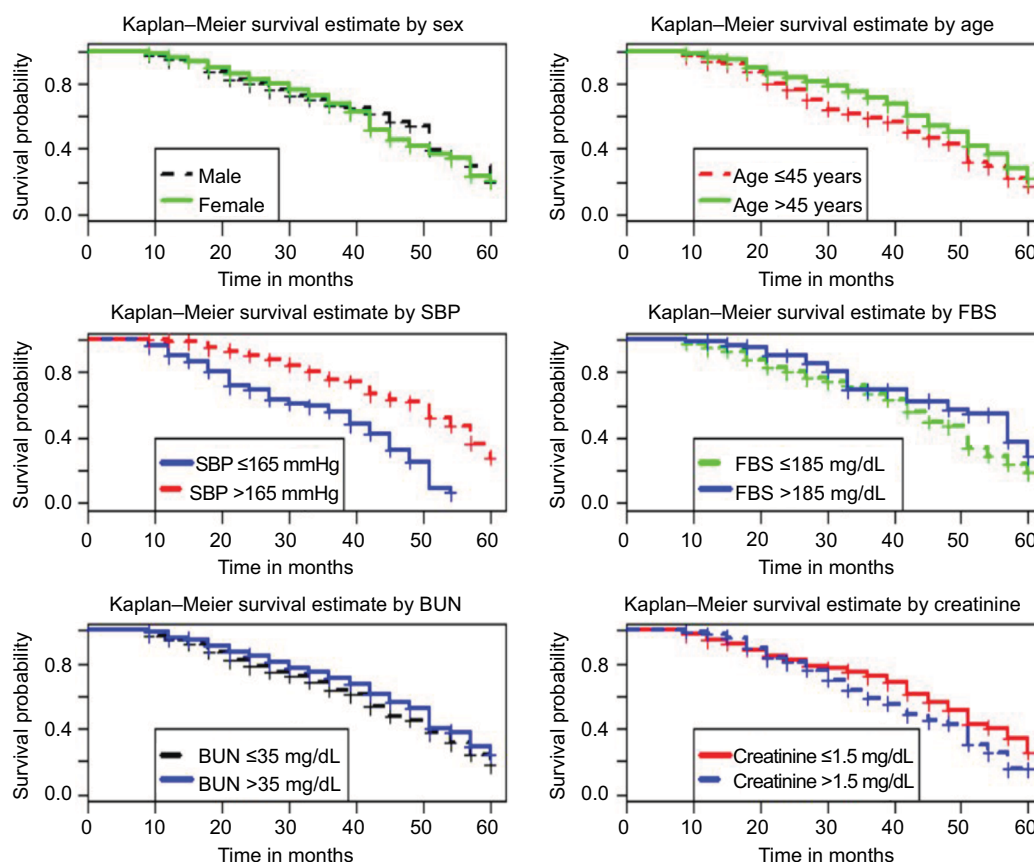 Kaplan–Meier survival estimate by sex
Survival probability
0.8
0.4
0.0
Male
Female
0 10 20 30 40 50 60
Time in months
Kaplan–Meier survival estimate by age
Survival probability
0.8
0.4
0.0
Age ≤45 years
Age >45 years
0 10 20 30 40 50 60
Time in months
Kaplan–Meier survival estimate by SBP
Survival probability
0.8
0.4
0.0
SBP ≤165 mmHg
SBP >165 mmHg
0 10 20 30 40 50 60
Time in months
Kaplan–Meier survival estimate by FBS
Survival probability
0.8
0.4
0.0
FBS ≤185 mg/dL
FBS >185 mg/dL
0 10 20 30 40 50 60
Time in months
Kaplan–Meier survival estimate by BUN
Survival probability
0.8
0.4
0.0
BUN ≤35 mg/dL
BUN >35 mg/dL
0 10 20 30 40 50 60
Time in months
Kaplan–Meier survival estimate by creatinine
Survival probability
0.8
0.4
0.0
Creatinine ≤1.5 mg/dL
Creatinine >1.5 mg/dL
0 10 20 30 40 50 60
Time in months